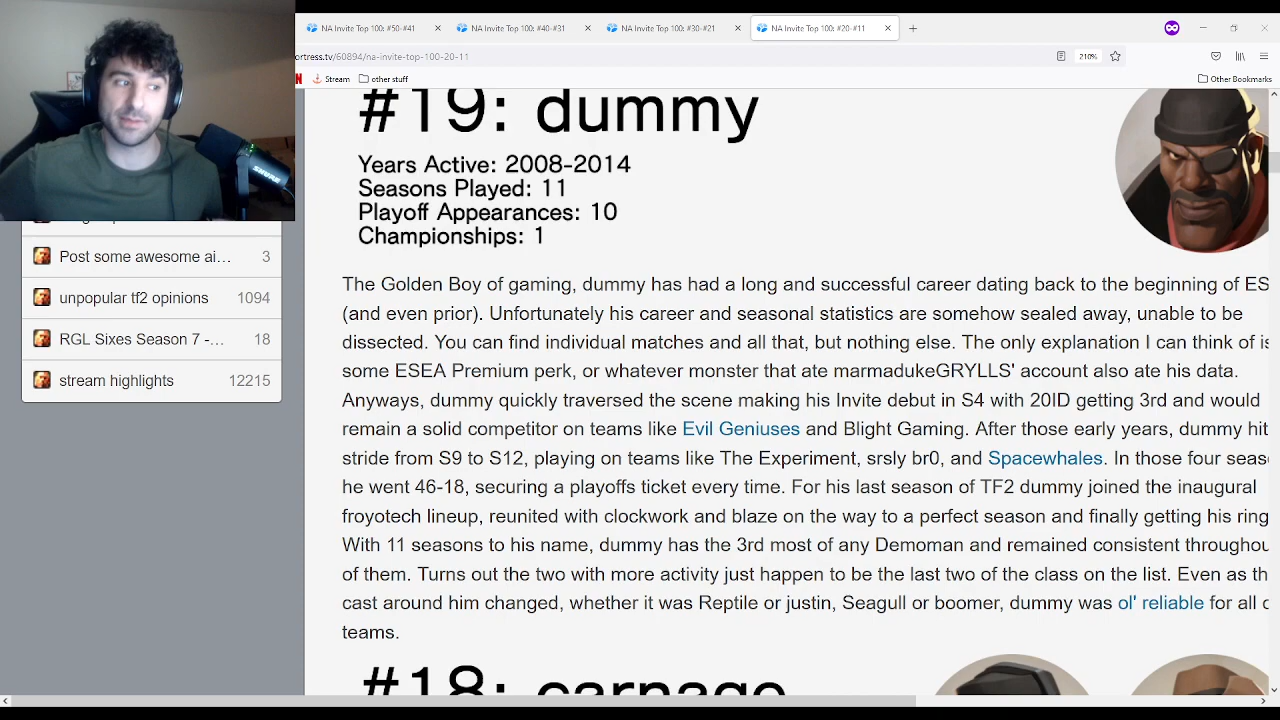 NA Invite Top 100: #50-#41
NA Invite Top 100: #40-#31
NA Invite Top 100: #30-#21
NA Invite Top 100: #20-#11
ortress.tv/60894/na-invite-top-100-20-11
210%
Stream
other stuff
Other Bookmarks
SHURE
Post some awesome ai... 3
unpopular tf2 opinions 1094
RGL Sixes Season 7 -... 18
stream highlights 12215
#19: dummy
Years Active: 2008-2014
Seasons Played: 11
Playoff Appearances: 10
Championships: 1
The Golden Boy of gaming, dummy has had a long and successful career dating back to the beginning of ES
(and even prior). Unfortunately his career and seasonal statistics are somehow sealed away, unable to be
dissected. You can find individual matches and all that, but nothing else. The only explanation I can think of is
some ESEA Premium perk, or whatever monster that ate marmadukeGRYLLS' account also ate his data.
Anyways, dummy quickly traversed the scene making his Invite debut in S4 with 20ID getting 3rd and would
remain a solid competitor on teams like Evil Geniuses and Blight Gaming. After those early years, dummy hit
stride from S9 to S12, playing on teams like The Experiment, srsly br0, and Spacewhales. In those four seas
he went 46-18, securing a playoffs ticket every time. For his last season of TF2 dummy joined the inaugural
froyotech lineup, reunited with clockwork and blaze on the way to a perfect season and finally getting his ring
With 11 seasons to his name, dummy has the 3rd most of any Demoman and remained consistent througho
of them. Turns out the two with more activity just happen to be the last two of the class on the list. Even as th
cast around him changed, whether it was Reptile or justin, Seagull or boomer, dummy was ol' reliable for all
teams.
#18: carnage